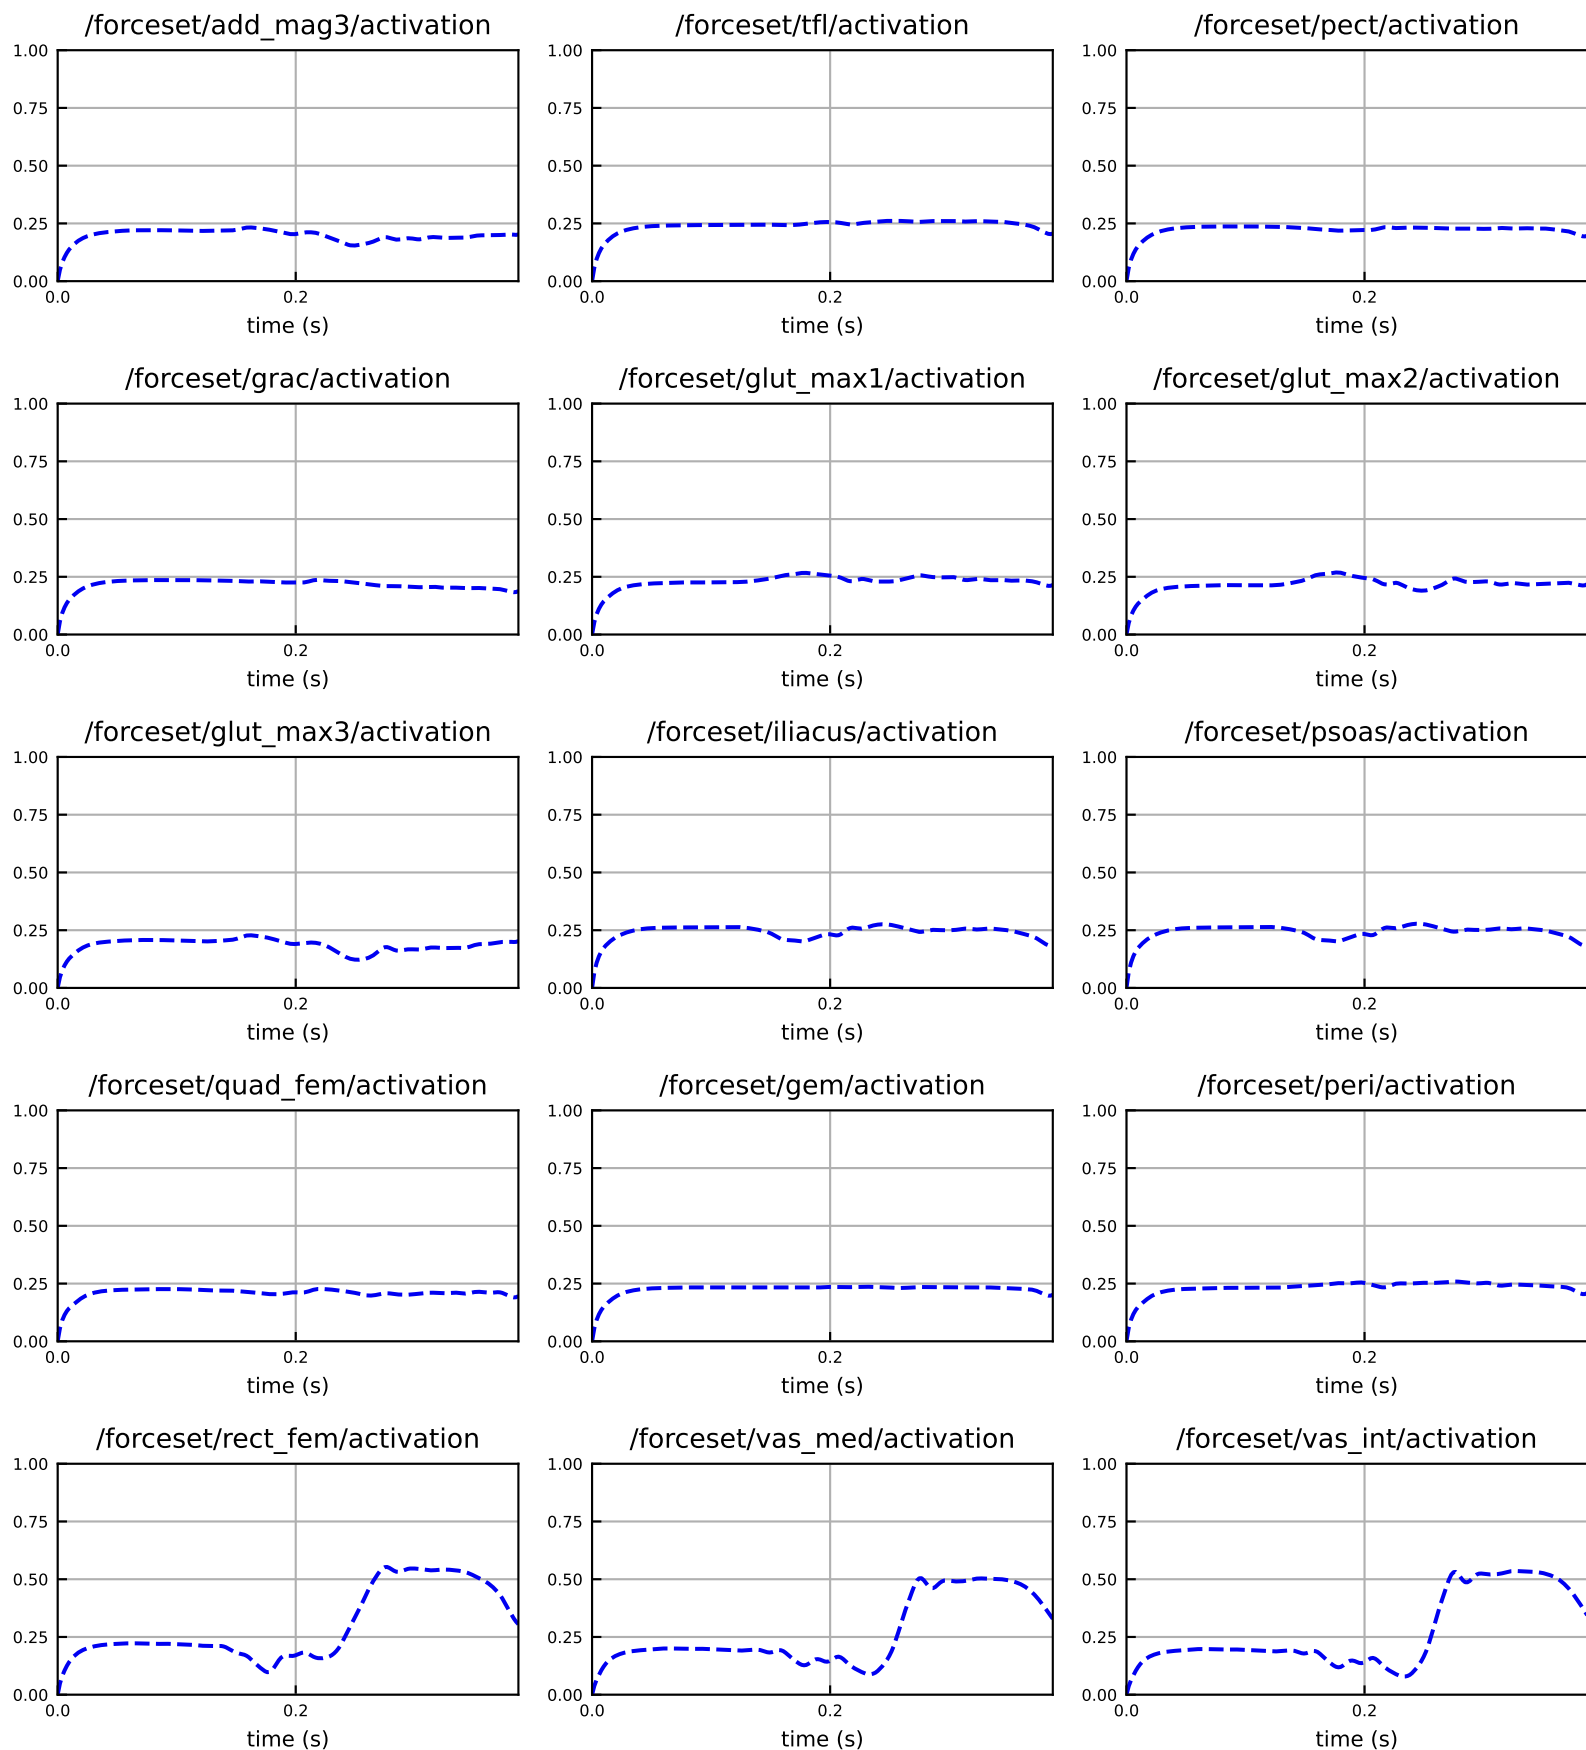 /forceset/add_mag3/activation /forceset/tfl/activation /forceset/pect/activation
1.00 1.00 1.00
0.75 0.75 0.75
0.50 0.50 0.50
0.25 0.25 0.25
0.00 0.00 0.00
0.0 0.2 0.0 0.2 0.0 0.2
time (s) time (s) time (s)
/forceset/grac/activation /forceset/glut_max1/activation /forceset/glut_max2/activation
1.00 1.00 1.00
0.75 0.75 0.75
0.50 0.50 0.50
0.25 0.25 0.25
0.00 0.00 0.00
0.0 0.2 0.0 0.2 0.0 0.2
time (s) time (s) time (s)
/forceset/glut_max3/activation /forceset/iliacus/activation /forceset/psoas/activation
1.00 1.00 1.00
0.75 0.75 0.75
0.50 0.50 0.50
0.25 0.25 0.25
0.00 0.00 0.00
0.0 0.2 0.0 0.2 0.0 0.2
time (s) time (s) time (s)
/forceset/quad_fem/activation /forceset/gem/activation /forceset/peri/activation
1.00 1.00 1.00
0.75 0.75 0.75
0.50 0.50 0.50
0.25 0.25 0.25
0.00 0.00 0.00
0.0 0.2 0.0 0.2 0.0 0.2
time (s) time (s) time (s)
/forceset/rect_fem/activation /forceset/vas_med/activation /forceset/vas_int/activation
1.00 1.00 1.00
0.75 0.75 0.75
0.50 0.50 0.50
0.25 0.25 0.25
0.00 0.00 0.00
0.0 0.2 0.0 0.2 0.0 0.2
time (s) time (s) time (s)